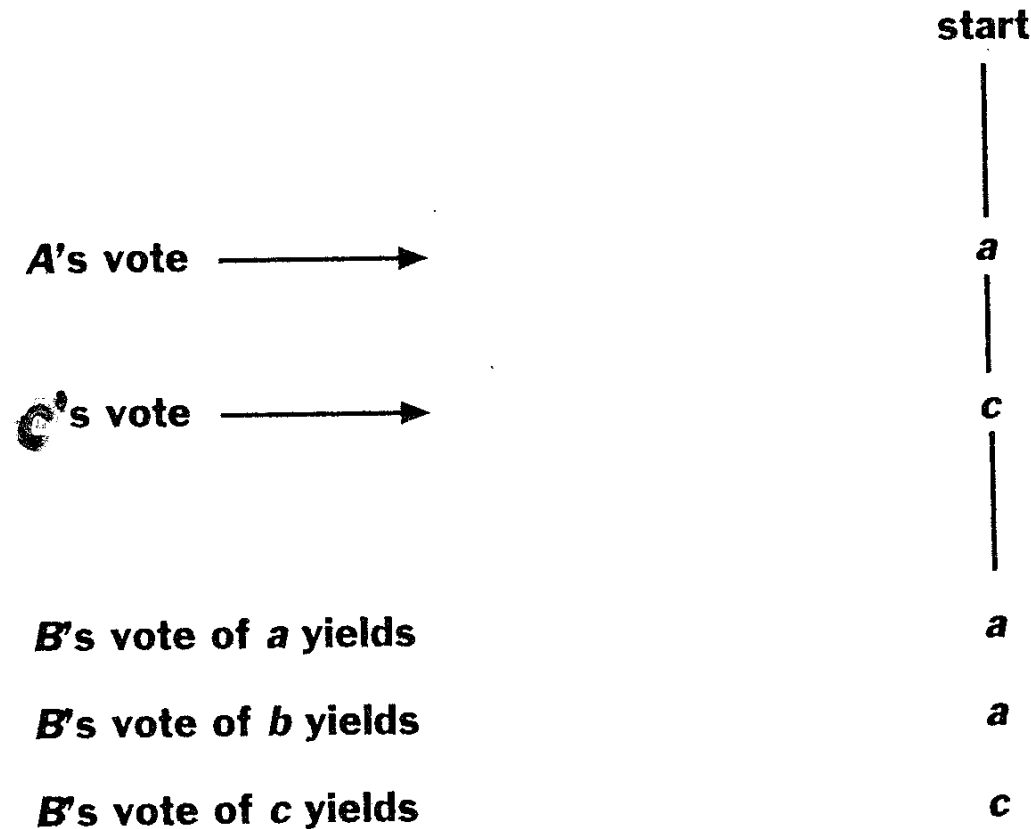 start
A's vote a
C's vote c
B's vote of a yields a
B's vote of b yields a
B's vote of c yields c